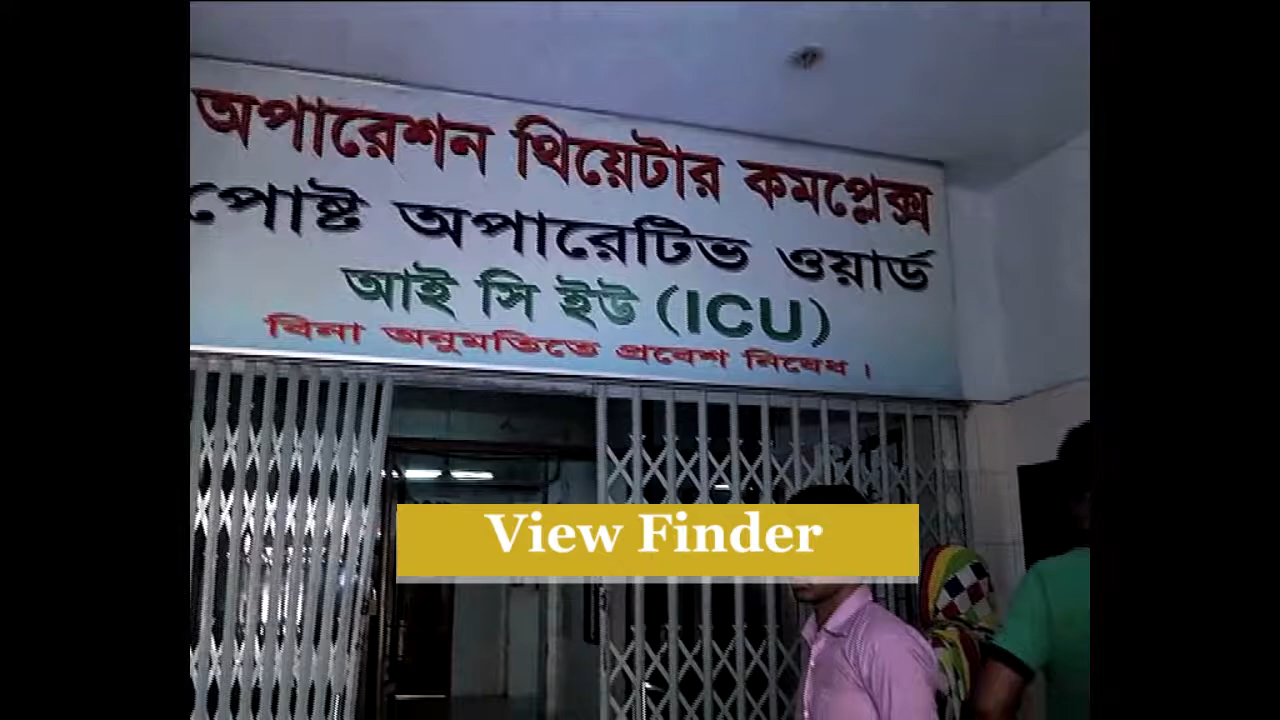 অপারেশন থিয়েটার কমপ্লেক্স
পোষ্ট অপারেটিভ ওয়ার্ড
আই সি ইউ (ICU)
বিনা অনুমতিতে প্রবেশ নিষেধ।
View Finder